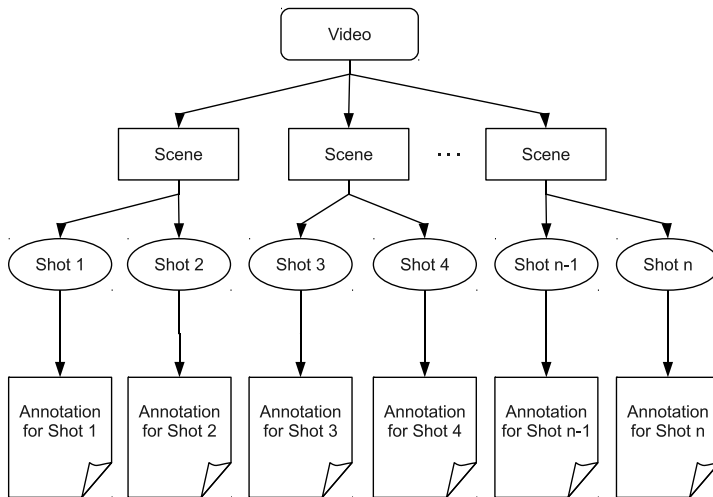 Video
Scene
Scene
...
Scene
Shot 1
Shot 2
Shot 3
Shot 4
Shot n-1
Shot n
Annotation
for Shot 1
Annotation
for Shot 2
Annotation
for Shot 3
Annotation
for Shot 4
Annotation
for Shot n-1
Annotation
for Shot n